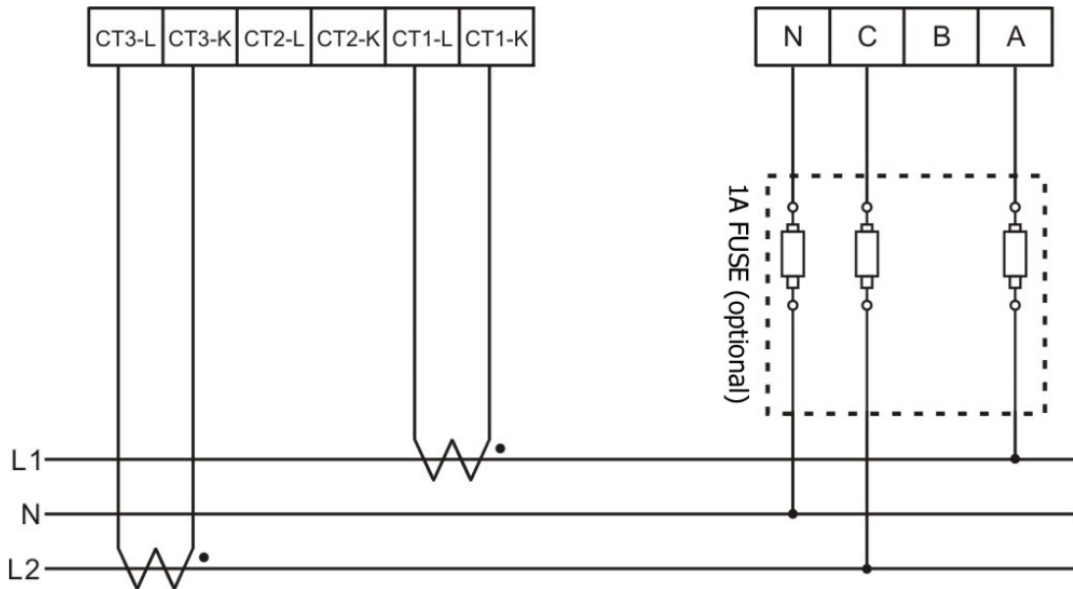 CT3-L CT3-K CT2-L CT2-K CT1-L CT1-K
N C B A
1A FUSE (optional)
L1
N
L2